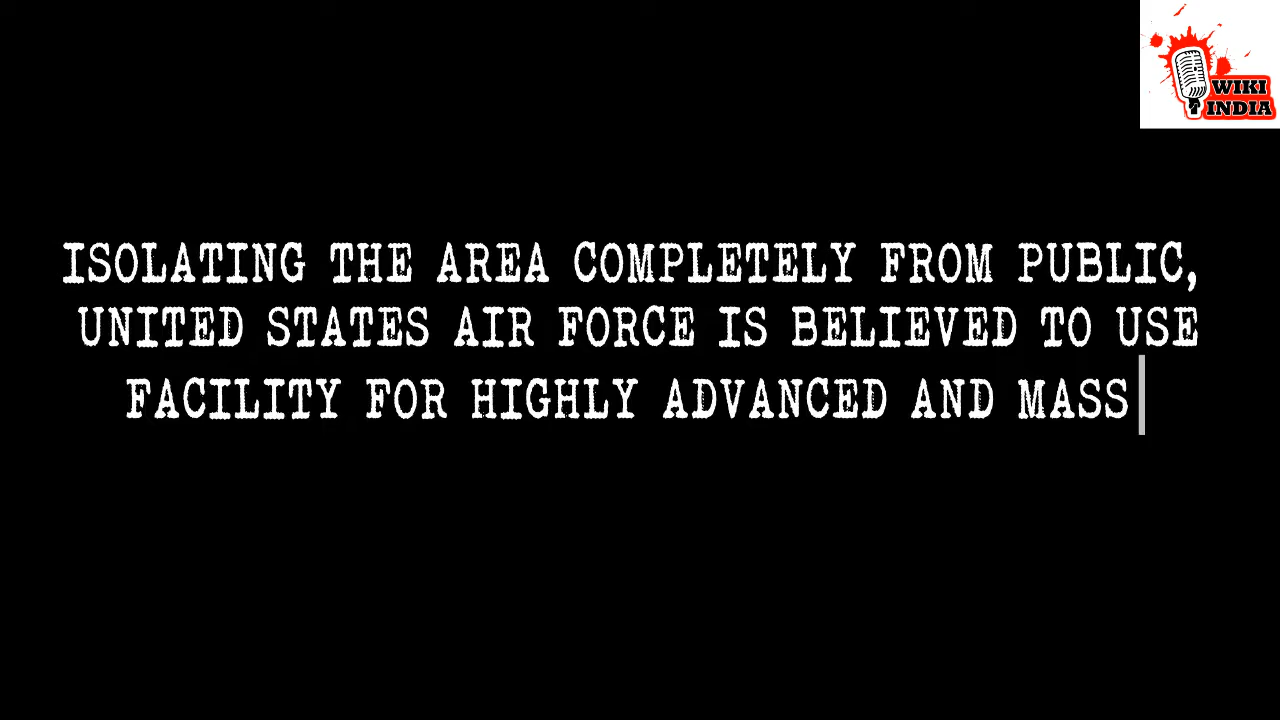 WIKI
INDIA
ISOLATING THE AREA COMPLETELY FROM PUBLIC,
UNITED STATES AIR FORCE IS BELIEVED TO USE
FACILITY FOR HIGHLY ADVANCED AND MASS